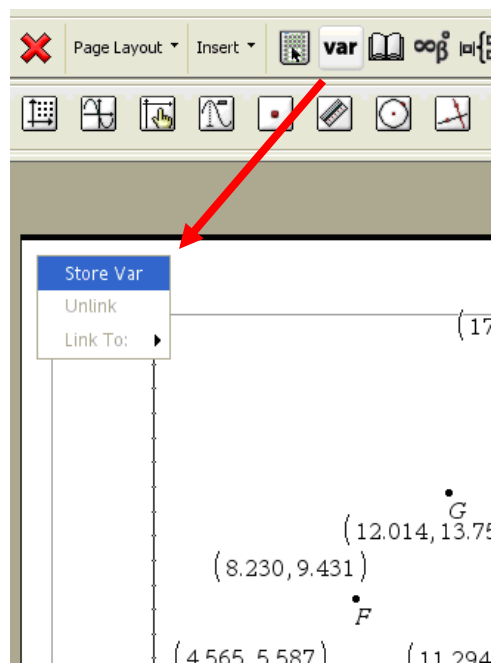 Page Layout Insert var ∞β°
Store Var
Unlink
Link To:
(17
G
(12.014, 13.75
(8.230, 9.431)
F
(4.565, 5.587) (11.294